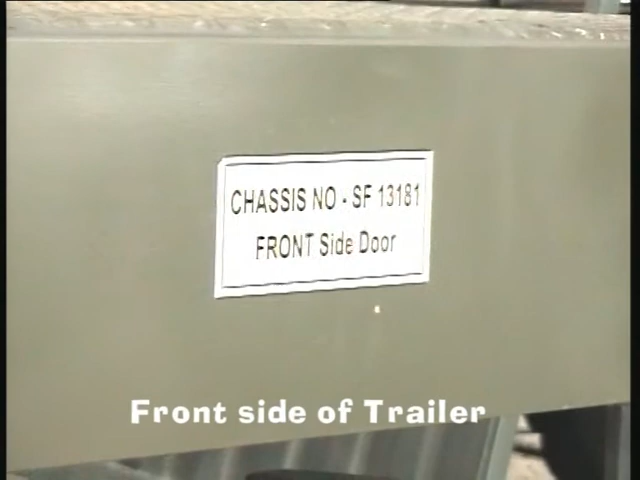 CHASSIS NO - SF 13181
FRONT Side Door
Front side of Trailer